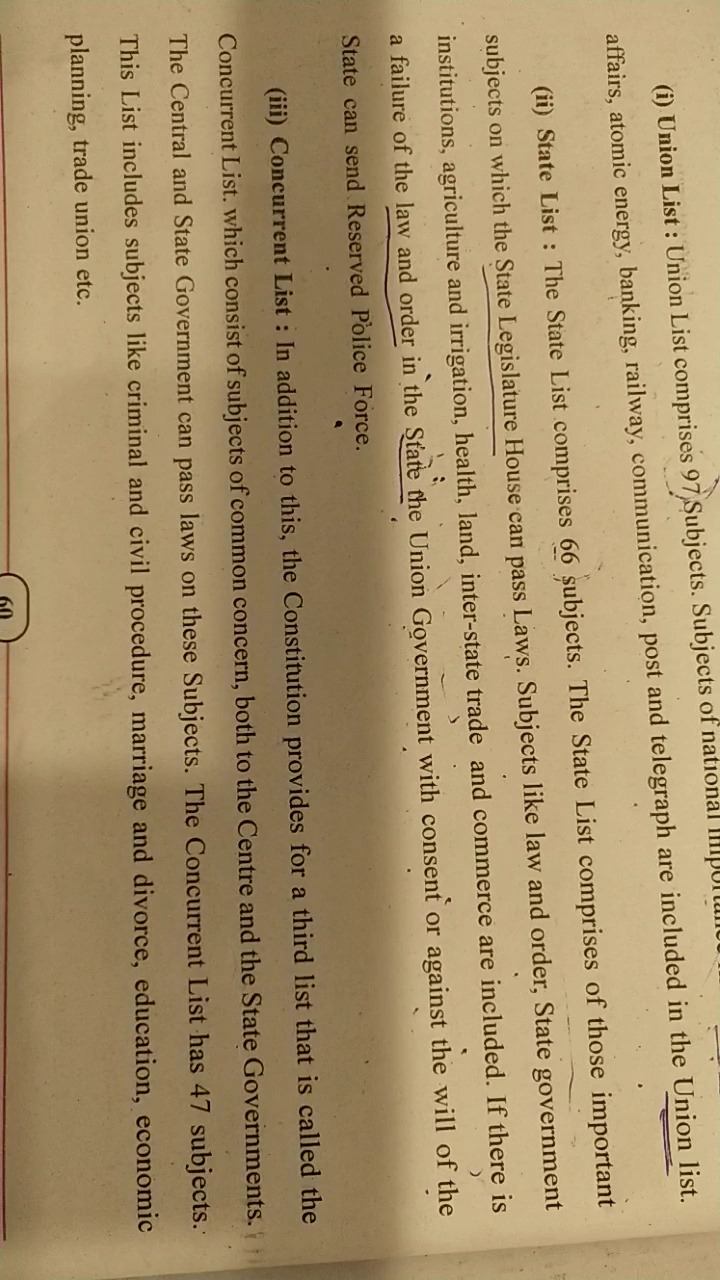 (i) Union List : Union List comprises 97 Subjects. Subjects of national
affairs, atomic energy, banking, railway, communication, post and telegraph are included in the Union list.
(ii) State List : The State List comprises 66 subjects. The State List comprises of those important
subjects on which the State Legislature House can pass Laws. Subjects like law and order, State government
institutions, agriculture and irrigation, health, land, inter-state trade and commerce are included. If there is
a failure of the law and order in the State the Union Government with consent or against the will of the
State can send Reserved Police Force.
(iii) Concurrent List : In addition to this, the Constitution provides for a third list that is called the
Concurrent List. which consist of subjects of common concern, both to the Centre and the State Governments.
The Central and State Government can pass laws on these Subjects. The Concurrent List has 47 subjects.
This List includes subjects like criminal and civil procedure, marriage and divorce, education, economic
planning, trade union etc.
60